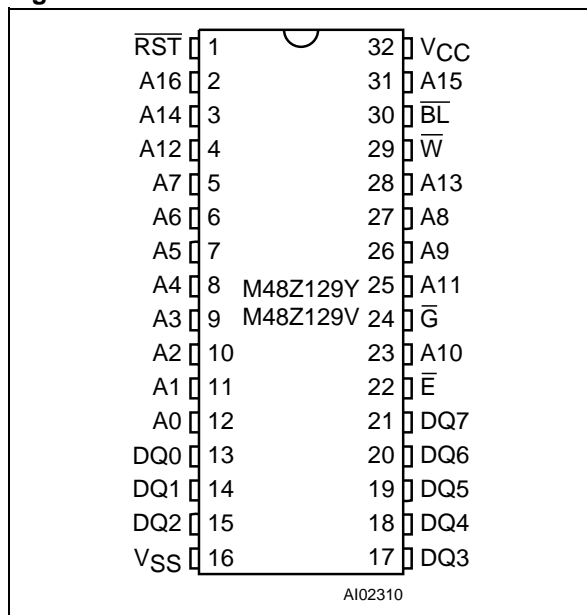 R̅S̅T̅ 1 32 VCC
A16 2 31 A15
A14 3 30 B̅L̅
A12 4 29 W̅
A7 5 28 A13
A6 6 27 A8
A5 7 26 A9
A4 8 M48Z129Y 25 A11
A3 9 M48Z129V 24 G̅
A2 10 23 A10
A1 11 22 E̅
A0 12 21 DQ7
DQ0 13 20 DQ6
DQ1 14 19 DQ5
DQ2 15 18 DQ4
VSS 16 17 DQ3
AI02310